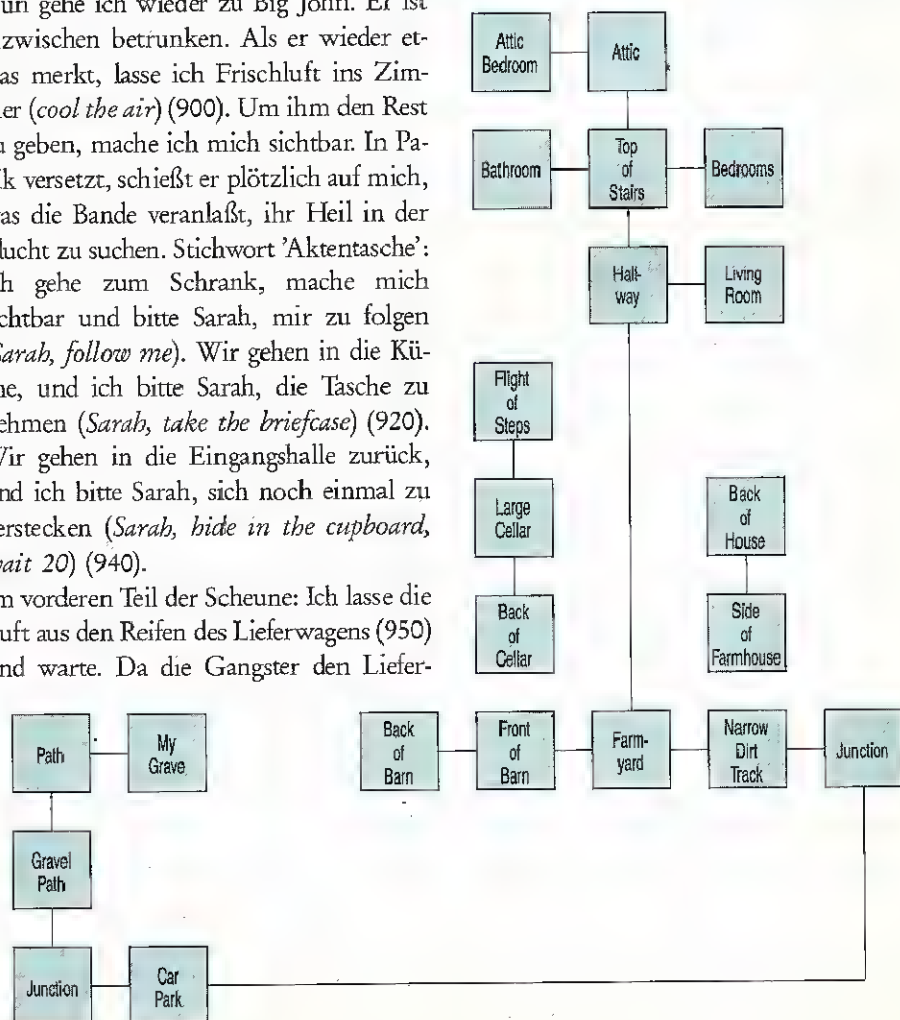 un gehe ich wieder zu Big John. Er ist
zwischen betrunken. Als er wieder et-
as merkt, lasse ich Frischluft ins Zim-
er (cool the air) (900). Um ihm den Rest
u geben, mache ich mich sichtbar. In Pa-
ik versetzt, schießt er plötzlich auf mich,
as die Bande veranlaßt, ihr Heil in der
lucht zu suchen. Stichwort 'Aktentasche':
h gehe zum Schrank, mache mich
chtbar und bitte Sarah, mir zu folgen
Sarah, follow me). Wir gehen in die Kü-
he, und ich bitte Sarah, die Tasche zu
ehmen (Sarah, take the briefcase) (920).
Wir gehen in die Eingangshalle zurück,
nd ich bitte Sarah, sich noch einmal zu
erstecken (Sarah, hide in the cupboard,
ait 20) (940).
m vorderen Teil der Scheune: Ich lasse die
uft aus den Reifen des Lieferwagens (950)
nd warte. Da die Gangster den Liefer-
Attic
Bedroom
Attic
Bathroom
Top
of
Stairs
Bedrooms
Hall-
way
Living
Room
Flight
of
Steps
Large
Cellar
Back
of
House
Back
of
Cellar
Side
of
Farmhouse
Path
My
Grave
Back
of
Barn
Front
of
Barn
Farm-
yard
Narrow
Dirt
Track
Junction
Gravel
Path
Junction
Car
Park